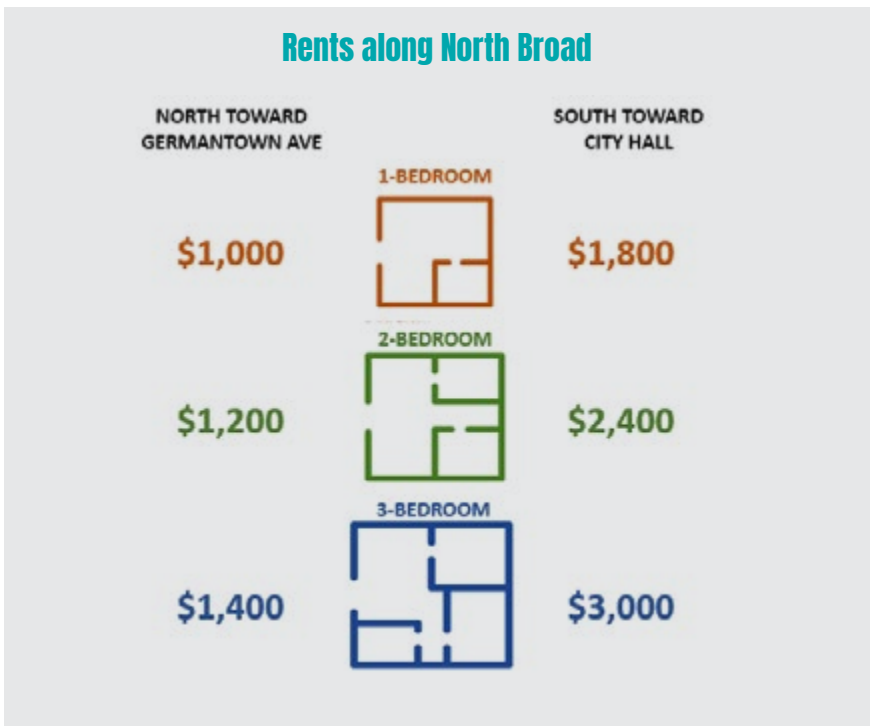 Rents along North Broad
NORTH TOWARD
GERMANTOWN AVE
SOUTH TOWARD
CITY HALL
1-BEDROOM
$1,000
$1,800
2-BEDROOM
$1,200
$2,400
3-BEDROOM
$1,400
$3,000